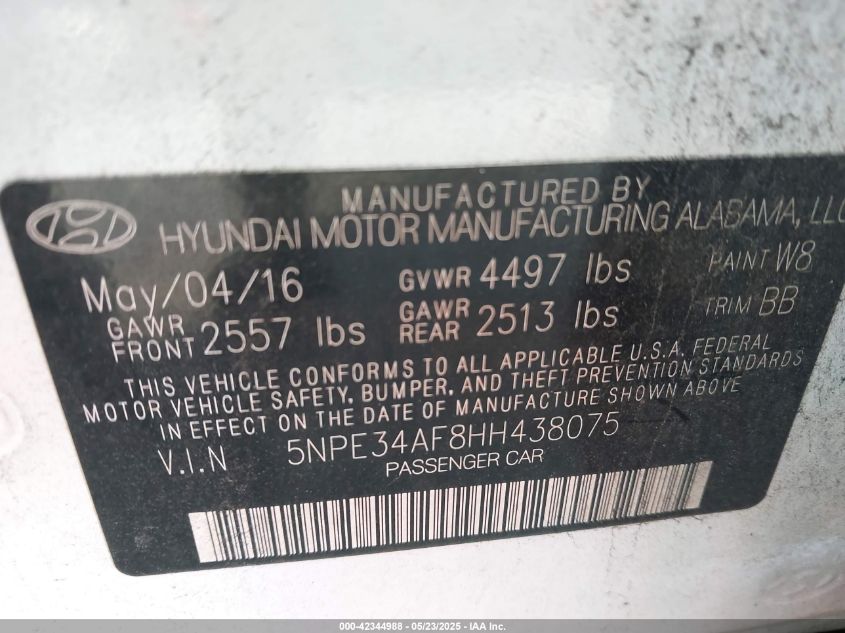 MANUFACTURED BY
HYUNDAI MOTOR MANUFACTURING ALABAMA, LLC
May/04/16 GVWR 4497 lbs PAINT W8
GAWR FRONT 2557 lbs GAWR REAR 2513 lbs TRIM BB
THIS VEHICLE CONFORMS TO ALL APPLICABLE U.S.A. FEDERAL
MOTOR VEHICLE SAFETY, BUMPER, AND THEFT PREVENTION STANDARDS
IN EFFECT ON THE DATE OF MANUFACTURE SHOWN ABOVE
V.I.N 5NPE34AF8HH438075
PASSENGER CAR
000-42344988 - 05/23/2025 - IAA Inc.